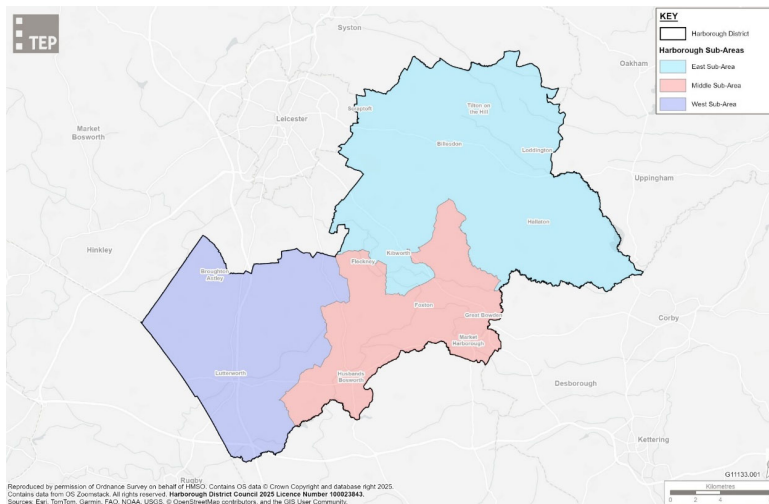 TEP
KEY
Harborough District
Harborough Sub-Areas
East Sub-Area
Middle Sub-Area
West Sub-Area
Syston
Oakham
Scraptoft
Tilton on
the Hill
Leicester
Market
Bosworth
Billesdon
Loddington
Uppingham
Hallaton
Hinkley
Kibworth
Fleckney
Broughton
Astley
Foxton
Great Bowden
Corby
Market
Harborough
Lutterworth
Husbands
Bosworth
Desborough
Kettering
Rugby
G11133.001
Kilometres
0 2 4
Reproduced by permission of Ordnance Survey on behalf of HMSO. Contains OS data © Crown Copyright and database right 2025.
Contains data from OS Zoomstack. All rights reserved. Harborough District Council 2025 Licence Number 100023843.
Sources: Esri, TomTom, Garmin, FAO, NOAA, USGS, © OpenStreetMap contributors, and the GIS User Community.